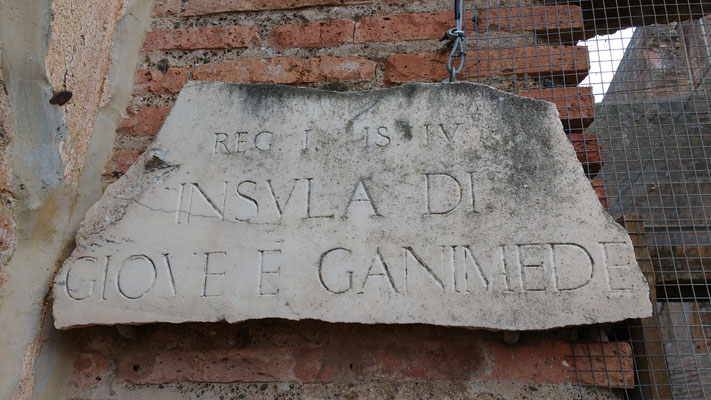 REG. I. IS. IV
INSVLA DI
GIOVE E GANIMEDE